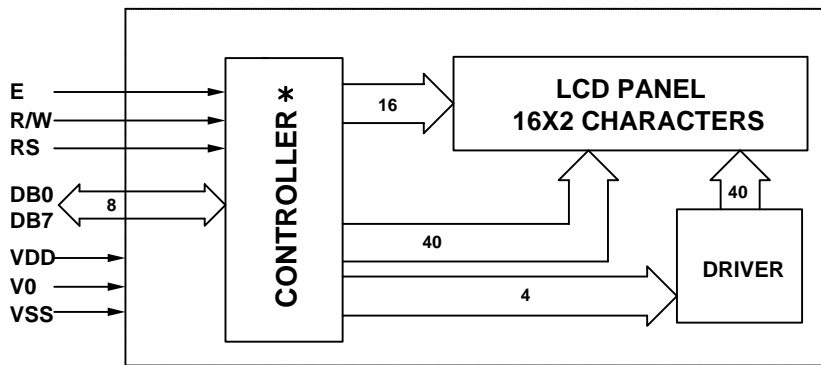 E
R/W
RS
DB0
DB7
8
VDD
V0
VSS
CONTROLLER *
16
LCD PANEL
16X2 CHARACTERS
40
40
DRIVER
4